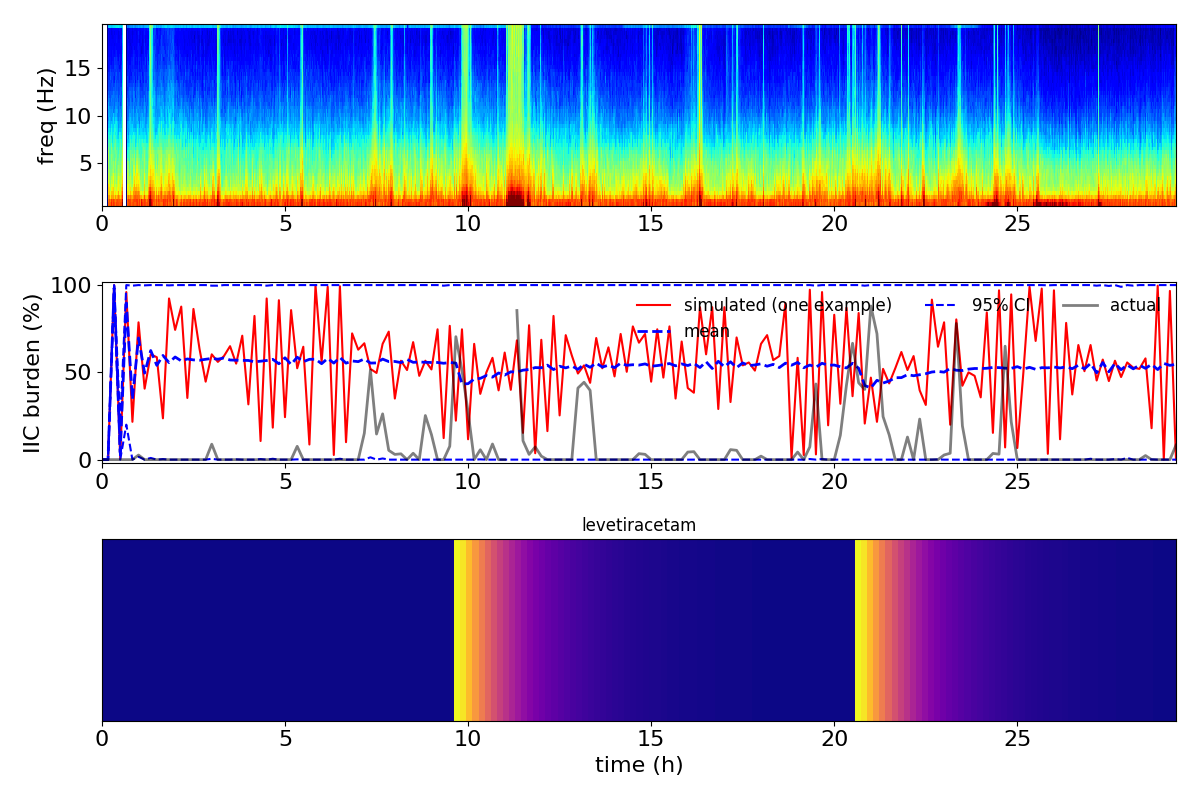 freq (Hz)
15
10
5
0 5 10 15 20 25
IIC burden (%)
100
50
0
simulated (one example) 95% CI actual
mean
0 5 10 15 20 25
levetiracetam
0 5 10 15 20 25
time (h)